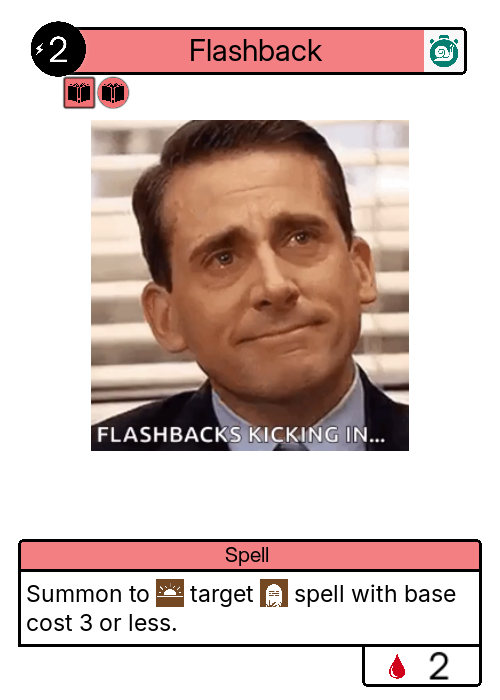 2
Flashback
FLASHBACKS KICKING IN...
Spell
Summon to target spell with base
cost 3 or less.
2